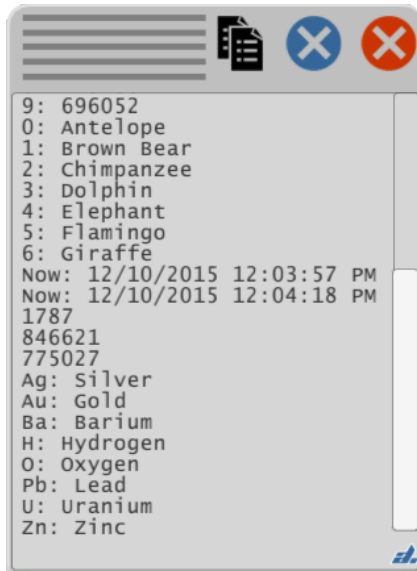 9: 696052
0: Antelope
1: Brown Bear
2: Chimpanzee
3: Dolphin
4: Elephant
5: Flamingo
6: Giraffe
Now: 12/10/2015 12:03:57 PM
Now: 12/10/2015 12:04:18 PM
1787
846621
775027
Ag: Silver
Au: Gold
Ba: Barium
H: Hydrogen
O: Oxygen
Pb: Lead
U: Uranium
Zn: Zinc